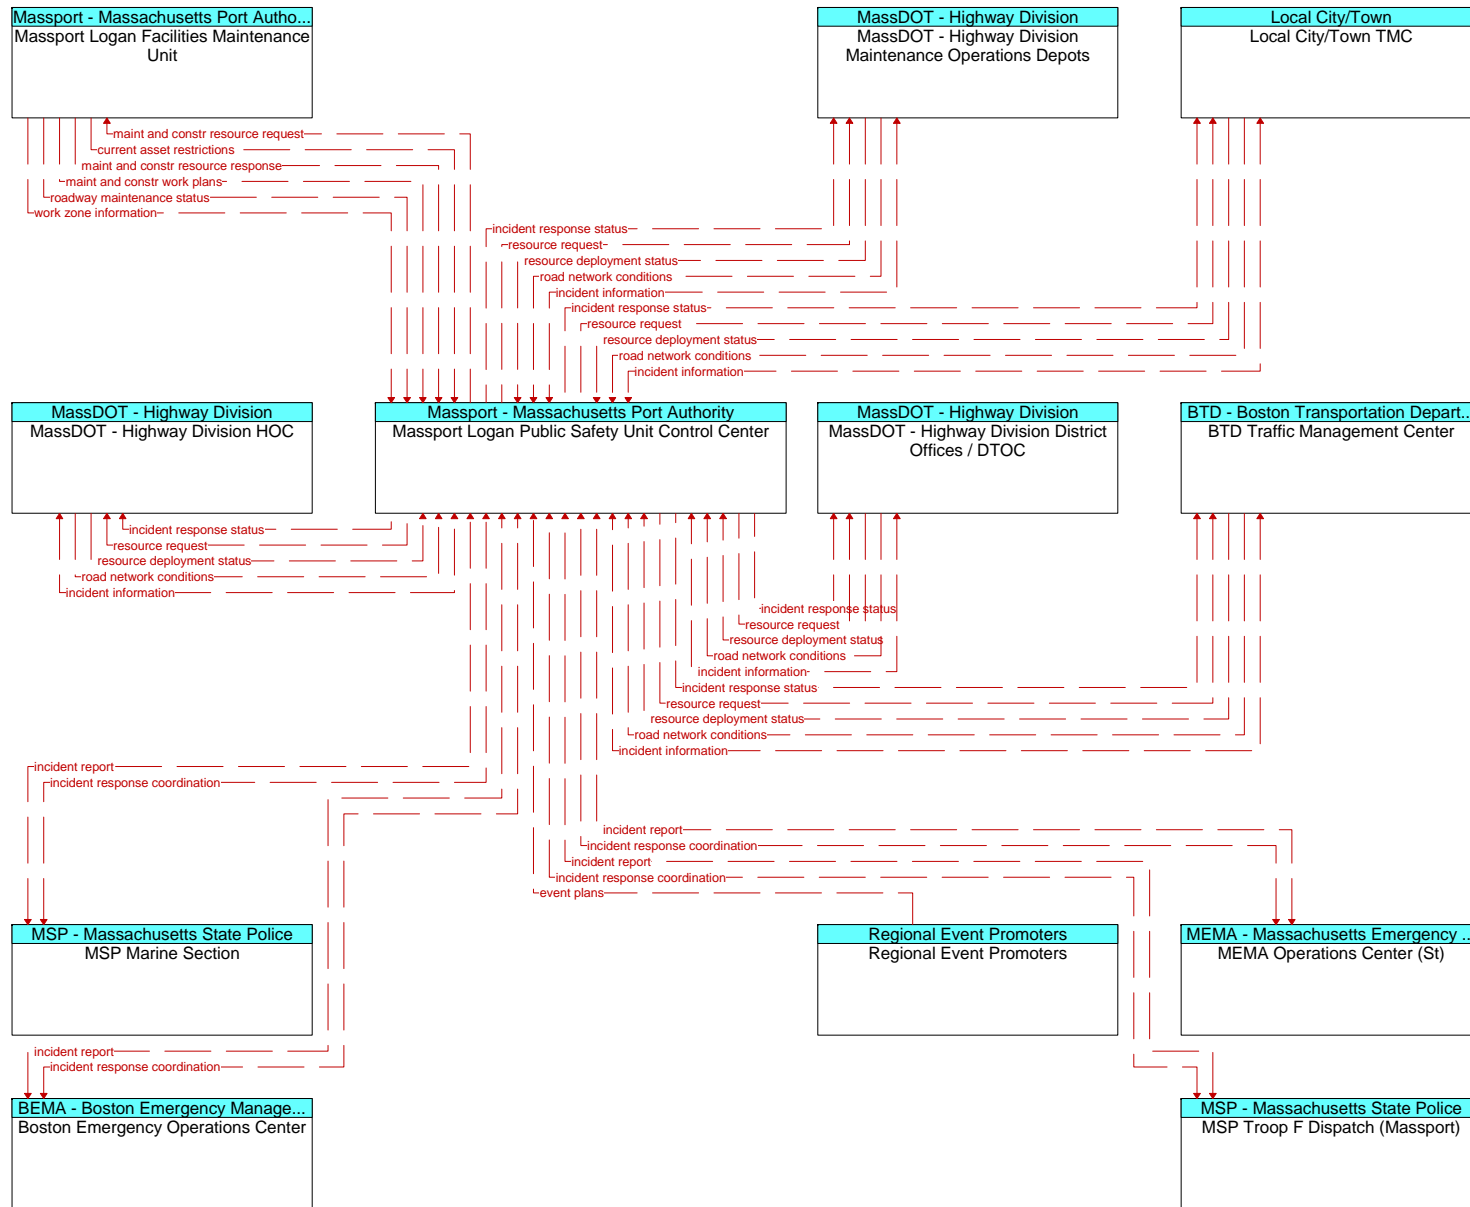 Massport - Massachusetts Port Autho...
Massport Logan Facilities Maintenance
Unit
MassDOT - Highway Division
MassDOT - Highway Division
Maintenance Operations Depots
Local City/Town
Local City/Town TMC
maint and constr resource request
current asset restrictions
maint and constr resource response
maint and constr work plans
roadway maintenance status
work zone information
incident response status
resource request
resource deployment status
road network conditions
incident information
incident response status
resource request
resource deployment status
road network conditions
incident information
MassDOT - Highway Division
MassDOT - Highway Division HOC
Massport - Massachusetts Port Authority
Massport Logan Public Safety Unit Control Center
MassDOT - Highway Division
MassDOT - Highway Division District
Offices / DTOC
BTD - Boston Transportation Depart...
BTD Traffic Management Center
incident response status
resource request
resource deployment status
road network conditions
incident information
incident response status
resource request
resource deployment status
road network conditions
incident information
incident response status
resource request
resource deployment status
road network conditions
incident information
incident report
incident response coordination
incident report
incident response coordination
incident report
incident response coordination
event plans
MSP - Massachusetts State Police
MSP Marine Section
Regional Event Promoters
Regional Event Promoters
MEMA - Massachusetts Emergency ...
MEMA Operations Center (St)
incident report
incident response coordination
BEMA - Boston Emergency Manage...
Boston Emergency Operations Center
MSP - Massachusetts State Police
MSP Troop F Dispatch (Massport)